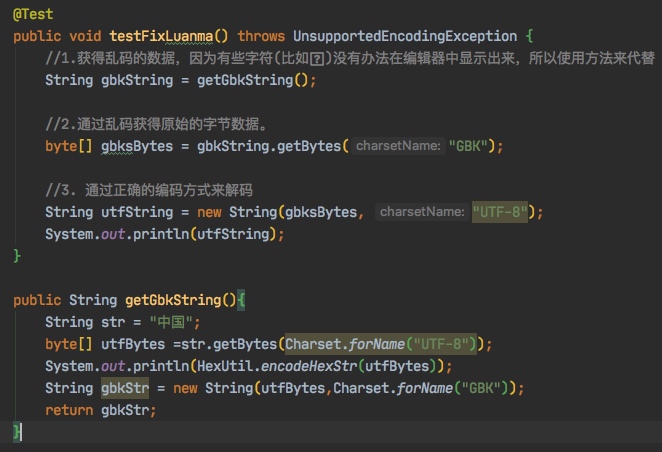 @Test
public void testFixLuanma() throws UnsupportedEncodingException {
//1.获得乱码的数据，因为有些字符(比如)没有办法在编辑器中显示出来，所以使用方法来代替
String gbkString = getGbkString();
//2.通过乱码获得原始的字节数据。
byte[] gbksBytes = gbkString.getBytes( charsetName: "GBK");
//3. 通过正确的编码方式来解码
String utfString = new String(gbksBytes, charsetName: "UTF-8");
System.out.println(utfString);
}
public String getGbkString(){
String str = "中国";
byte[] utfBytes =str.getBytes(Charset.forName("UTF-8"));
System.out.println(HexUtil.encodeHexStr(utfBytes));
String gbkStr = new String(utfBytes,Charset.forName("GBK"));
return gbkStr;
}